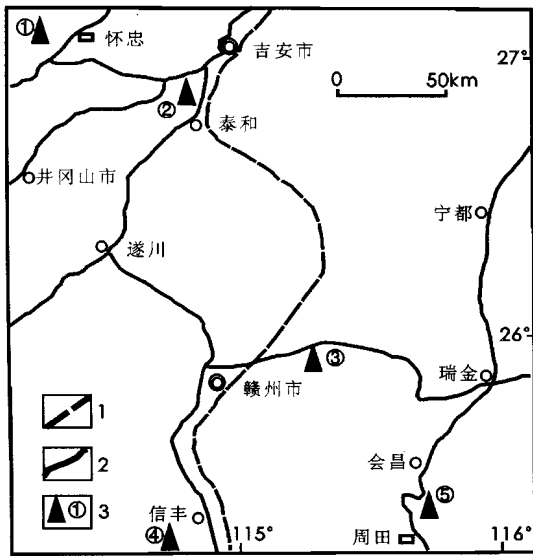 ①
怀忠
吉安市
27°
0 50km
②
泰和
井冈山市
宁都
遂川
26°
③
瑞金
赣州市
1
会昌
2
⑤
①
3
信丰
④
115°
周田
116°